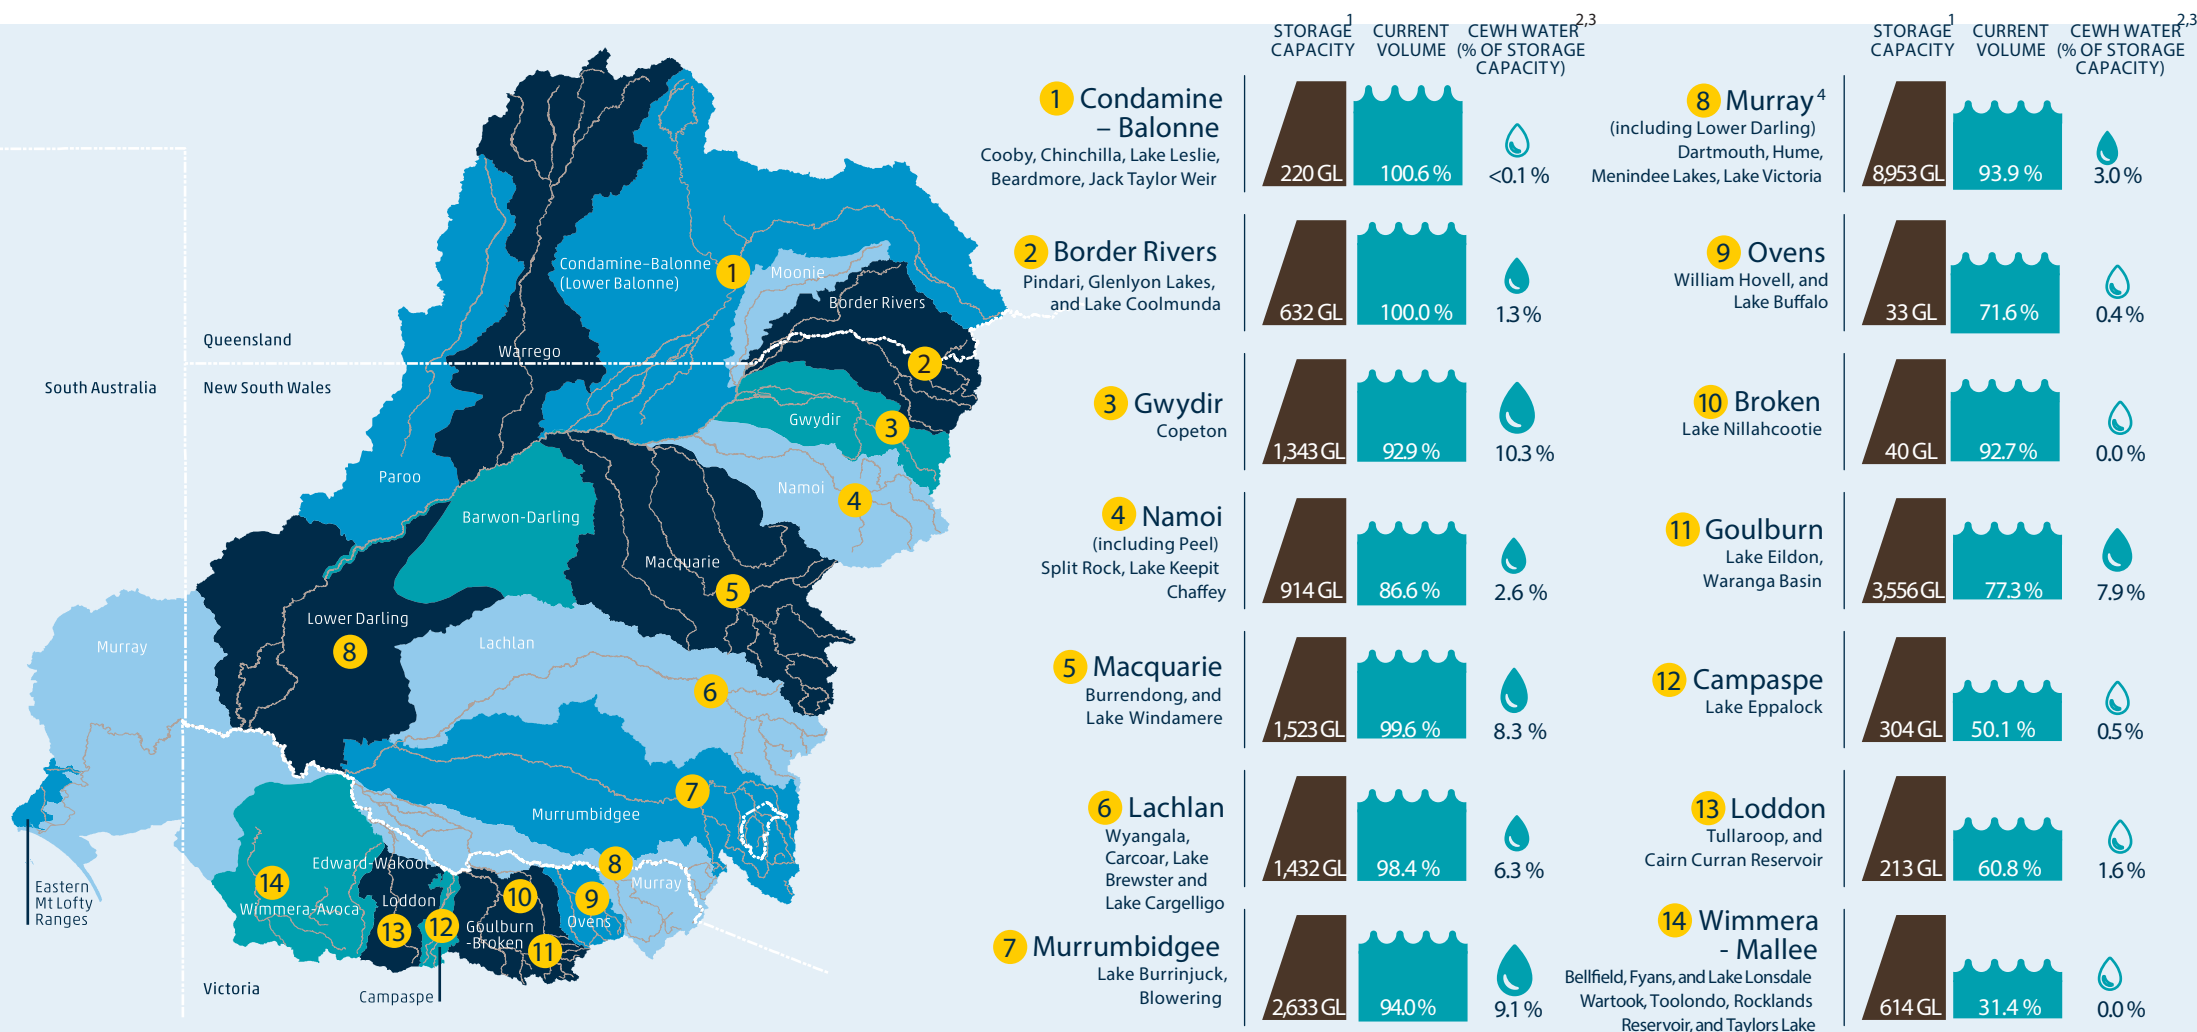 STORAGE CAPACITY 1
CURRENT VOLUME
CEWH WATER 2,3
(% OF STORAGE CAPACITY)
1 Condamine
– Balonne
Cooby, Chinchilla, Lake Leslie,
Beardmore, Jack Taylor Weir
220 GL
100.6 %
<0.1 %
2 Border Rivers
Pindari, Glenlyon Lakes,
and Lake Coolmunda
632 GL
100.0 %
1.3 %
3 Gwydir
Copeton
1,343 GL
92.9 %
10.3 %
4 Namoi
(including Peel)
Split Rock, Lake Keepit
Chaffey
914 GL
86.6 %
2.6 %
5 Macquarie
Burrendong, and
Lake Windamere
1,523 GL
99.6 %
8.3 %
6 Lachlan
Wyangala,
Carcoar, Lake
Brewster and
Lake Cargelligo
1,432 GL
98.4 %
6.3 %
7 Murrumbidgee
Lake Burrinjuck,
Blowering
2,633 GL
94.0 %
9.1 %
STORAGE CAPACITY 1
CURRENT VOLUME
CEWH WATER 2,3
(% OF STORAGE CAPACITY)
8 Murray 4
(including Lower Darling)
Dartmouth, Hume,
Menindee Lakes, Lake Victoria
8,953 GL
93.9 %
3.0 %
9 Ovens
William Hovell, and
Lake Buffalo
33 GL
71.6 %
0.4 %
10 Broken
Lake Nillahcootie
40 GL
92.7 %
0.0 %
11 Goulburn
Lake Eildon,
Waranga Basin
3,556 GL
77.3 %
7.9 %
12 Campaspe
Lake Eppalock
304 GL
50.1 %
0.5 %
13 Loddon
Tullaroop, and
Cairn Curran Reservoir
213 GL
60.8 %
1.6 %
14 Wimmera
- Mallee
Bellfield, Fyans, and Lake Lonsdale
Wartook, Toolondo, Rocklands
Reservoir, and Taylors Lake
614 GL
31.4 %
0.0 %
Condamine–Balonne
(Lower Balonne)
1
Moonie
Border Rivers
2
Queensland
Warrego
South Australia
New South Wales
Gwydir
3
Paroo
Namoi
4
Barwon-Darling
Macquarie
5
Lower Darling
8
Murray
Lachlan
6
Murrumbidgee
7
Edward-Wakool
8
Murray
14
Wimmera-Avoca
Loddon
13
12
10
Goulburn
-Broken
11
9
Ovens
Eastern
Mt Lofty
Ranges
Victoria
Campaspe